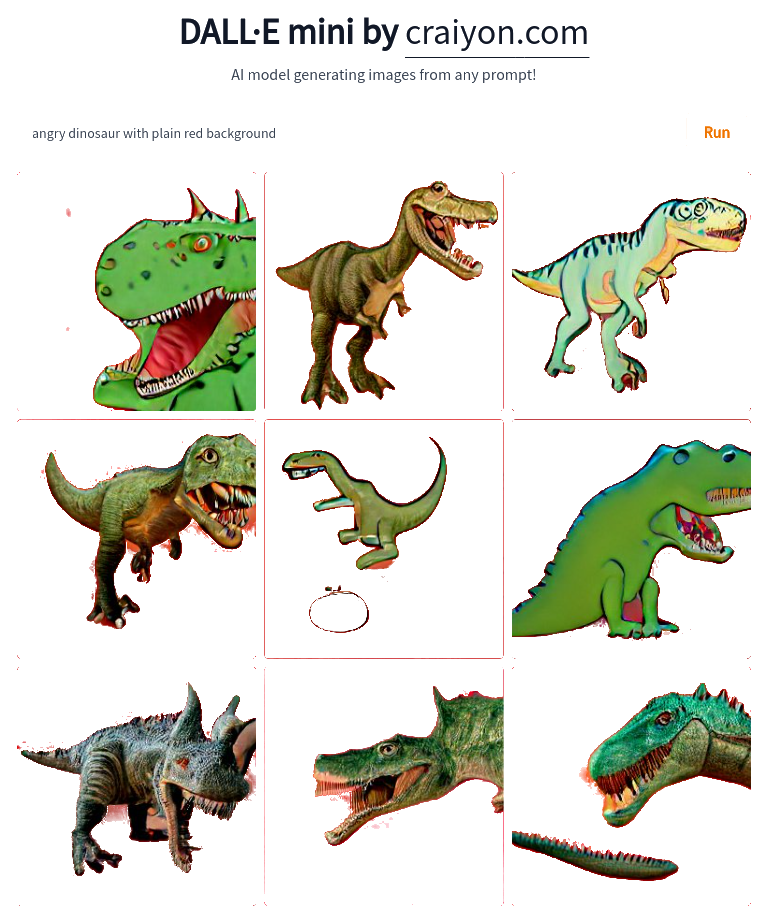 DALL·E mini by craiyon.com
AI model generating images from any prompt!
angry dinosaur with plain red background
Run